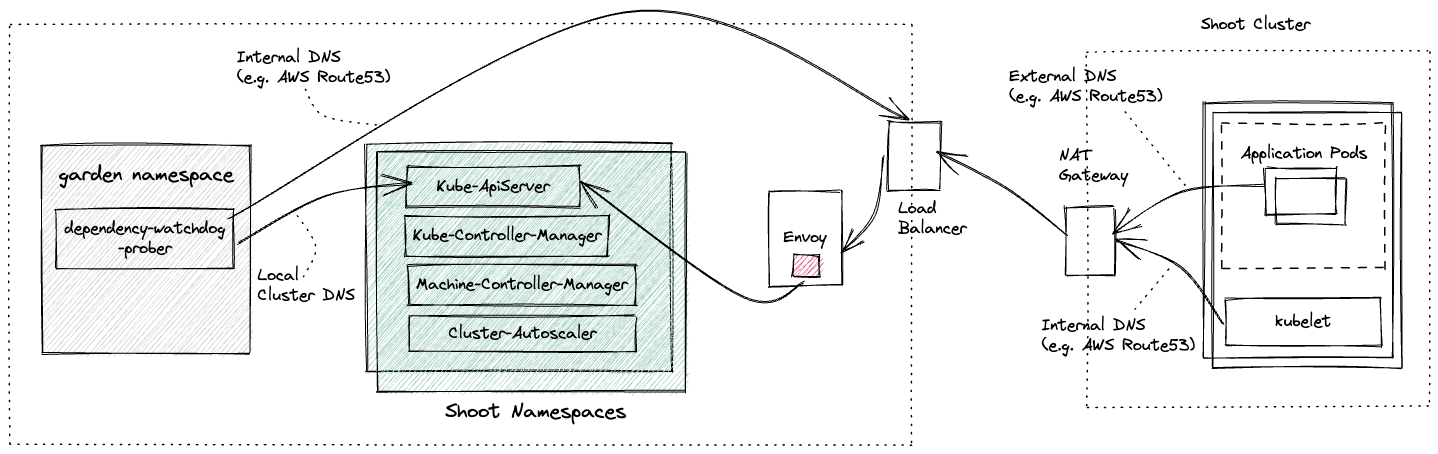 Shoot Cluster
Internal DNS
(e.g. AWS Route53)
External DNS
(e.g. AWS Route53)
garden namespace
dependency-watchdog
-prober
Local
Cluster DNS
Kube-ApiServer
Kube-Controller-Manager
Machine-Controller-Manager
Cluster-Autoscaler
Shoot Namespaces
Envoy
Load
Balancer
NAT
Gateway
Application Pods
Internal DNS
(e.g. AWS Route53)
kubelet